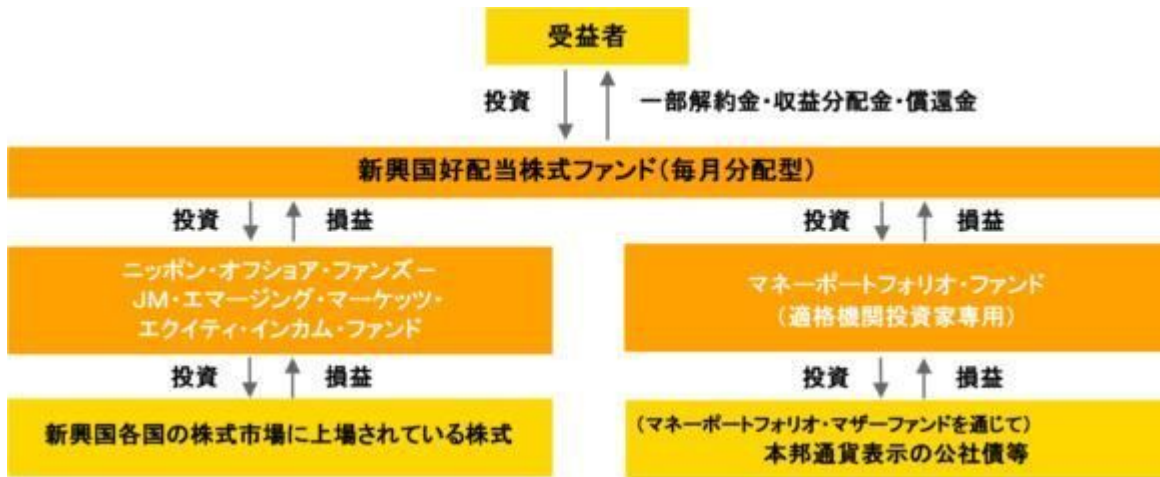 受益者
投資
一部解約金・収益分配金・償還金
新興国好配当株式ファンド(毎月分配型)
投資
損益
投資
損益
ニッポン・オフショア・ファンズ－
JM・エマージング・マーケッツ・
エクイティ・インカム・ファンド
マネーポートフォリオ・ファンド
(適格機関投資家専用)
投資
損益
投資
損益
新興国各国の株式市場に上場されている株式
(マネーポートフォリオ・マザーファンドを通じて)
本邦通貨表示の公社債等